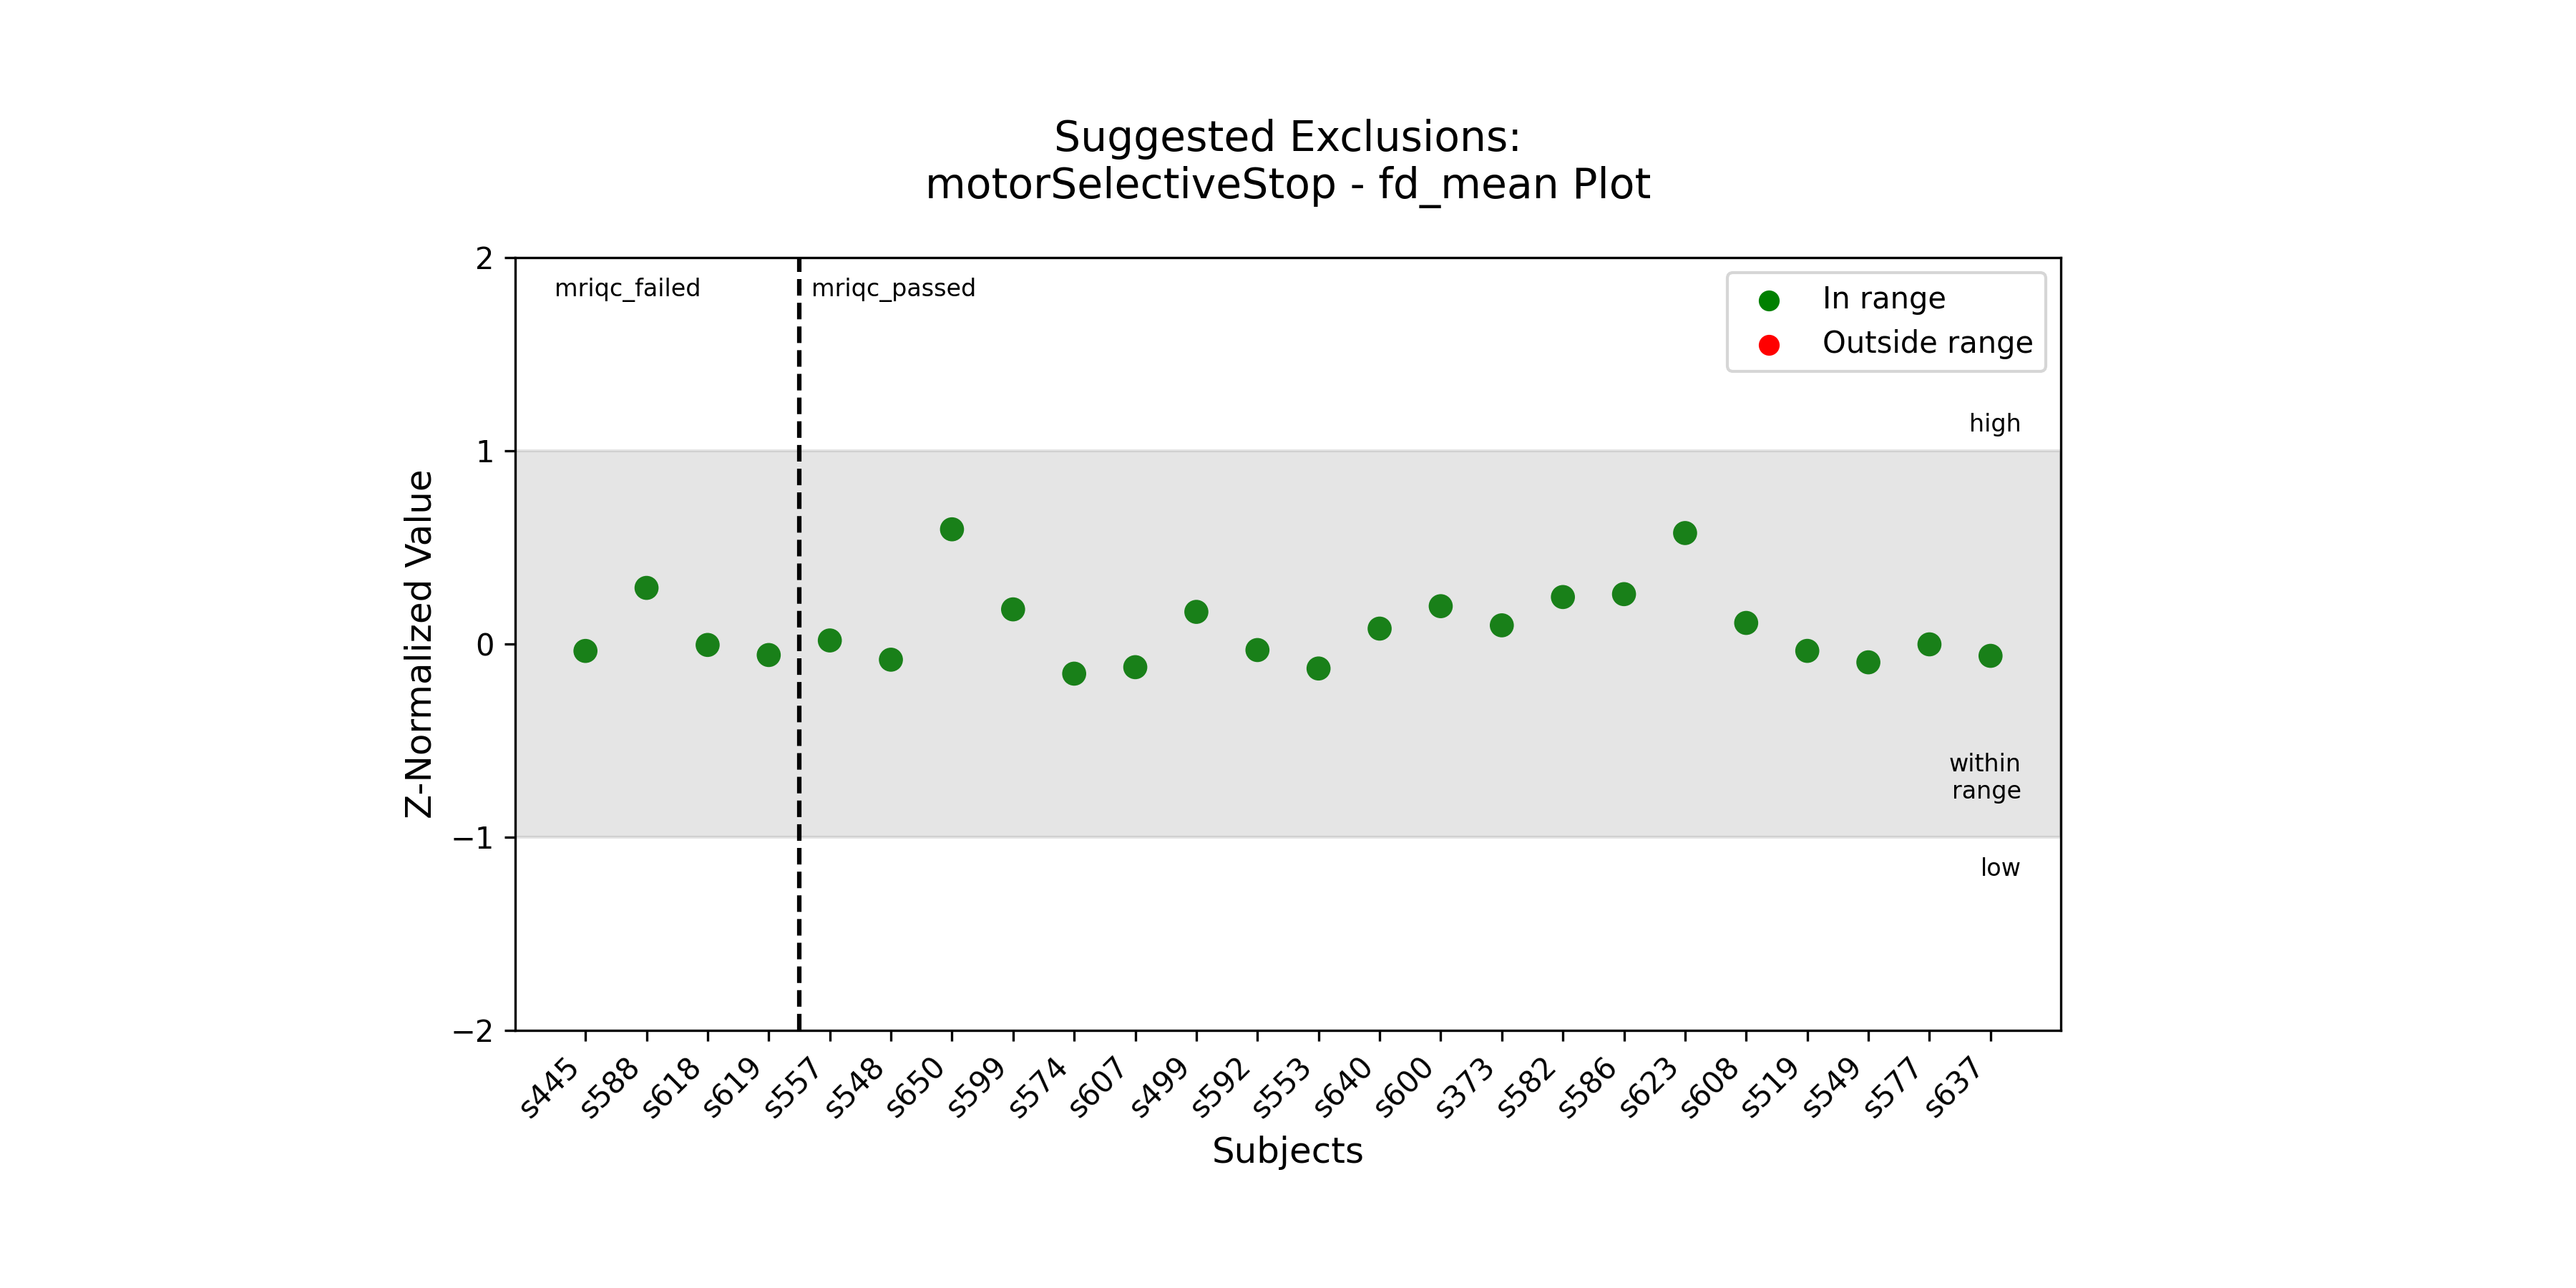 Suggested Exclusions:
motorSelectiveStop - fd_mean Plot
2
mriqc_failed
mriqc_passed
In range
Outside range
high
1
Z-Normalized Value
0
within
range
−1
low
−2
s445
s588
s618
s619
s557
s548
s650
s599
s574
s607
s499
s592
s553
s640
s600
s373
s582
s586
s623
s608
s519
s549
s577
s637
Subjects